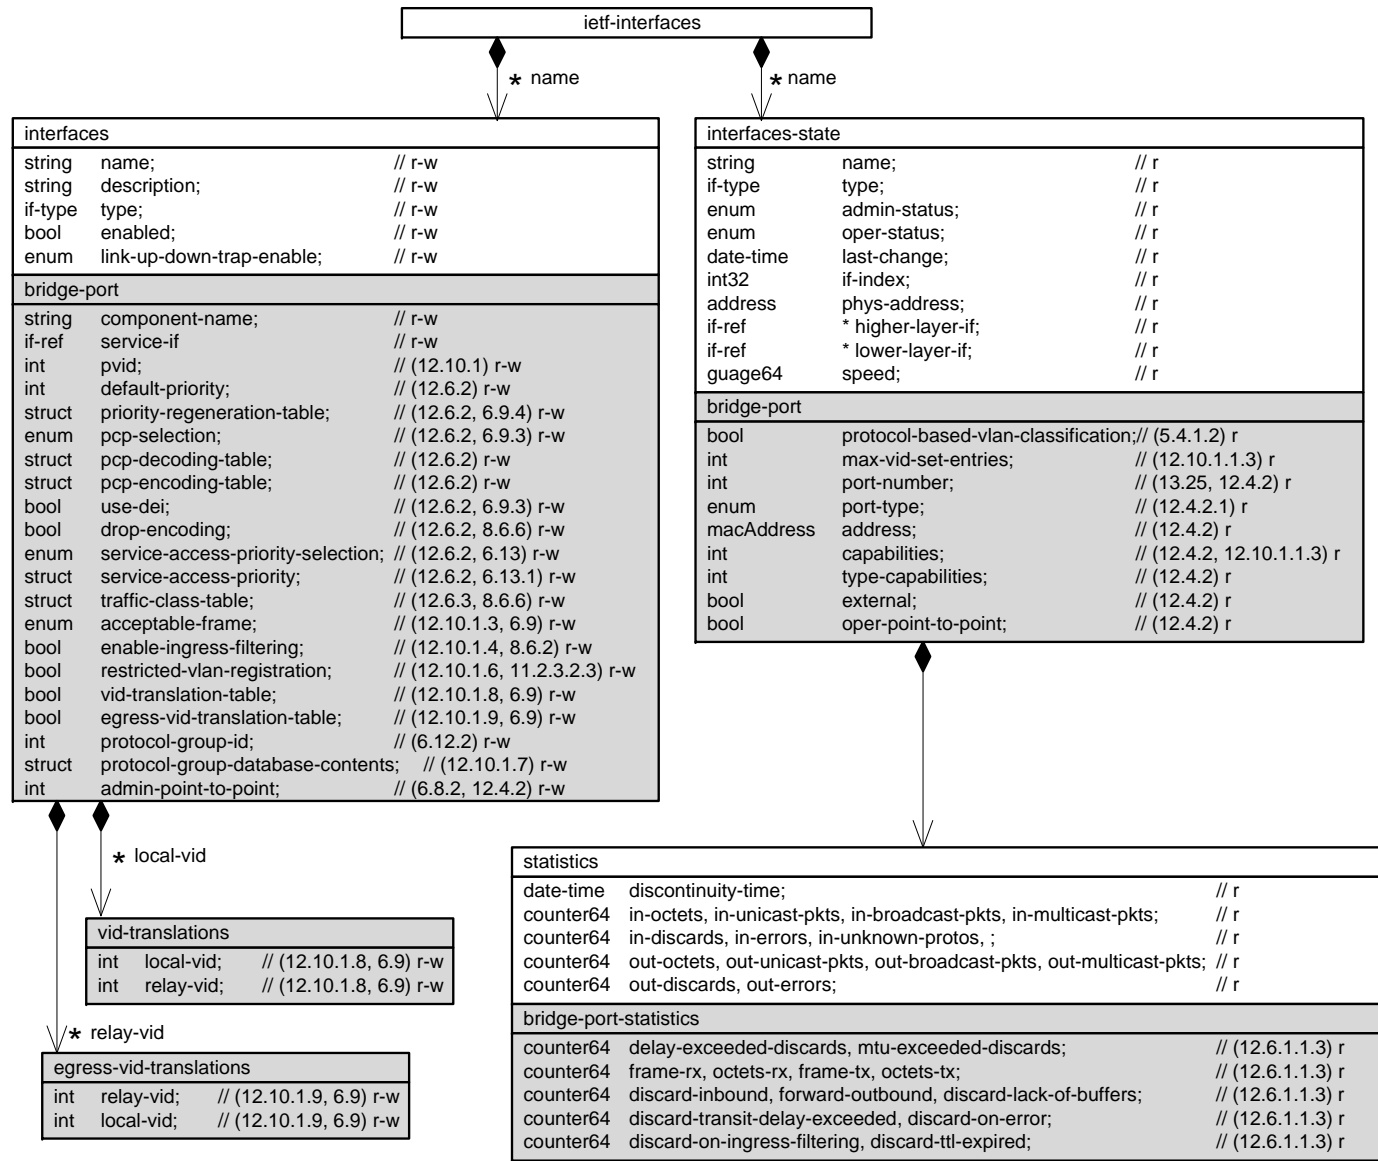 ietf-interfaces
* name
* name
interfaces
string name; // r-w
string description; // r-w
if-type type; // r-w
bool enabled; // r-w
enum link-up-down-trap-enable; // r-w
bridge-port
string component-name; // r-w
if-ref service-if // r-w
int pvid; // (12.10.1) r-w
int default-priority; // (12.6.2) r-w
struct priority-regeneration-table; // (12.6.2, 6.9.4) r-w
enum pcp-selection; // (12.6.2, 6.9.3) r-w
struct pcp-decoding-table; // (12.6.2) r-w
struct pcp-encoding-table; // (12.6.2) r-w
bool use-dei; // (12.6.2, 6.9.3) r-w
bool drop-encoding; // (12.6.2, 8.6.6) r-w
enum service-access-priority-selection; // (12.6.2, 6.13) r-w
struct service-access-priority; // (12.6.2, 6.13.1) r-w
struct traffic-class-table; // (12.6.3, 8.6.6) r-w
enum acceptable-frame; // (12.10.1.3, 6.9) r-w
bool enable-ingress-filtering; // (12.10.1.4, 8.6.2) r-w
bool restricted-vlan-registration; // (12.10.1.6, 11.2.3.2.3) r-w
bool vid-translation-table; // (12.10.1.8, 6.9) r-w
bool egress-vid-translation-table; // (12.10.1.9, 6.9) r-w
int protocol-group-id; // (6.12.2) r-w
struct protocol-group-database-contents; // (12.10.1.7) r-w
int admin-point-to-point; // (6.8.2, 12.4.2) r-w
interfaces-state
string name; // r
if-type type; // r
enum admin-status; // r
enum oper-status; // r
date-time last-change; // r
int32 if-index; // r
address phys-address; // r
if-ref * higher-layer-if; // r
if-ref * lower-layer-if; // r
guage64 speed; // r
bridge-port
bool protocol-based-vlan-classification;// (5.4.1.2) r
int max-vid-set-entries; // (12.10.1.1.3) r
int port-number; // (13.25, 12.4.2) r
enum port-type; // (12.4.2.1) r
macAddress address; // (12.4.2) r
int capabilities; // (12.4.2, 12.10.1.1.3) r
int type-capabilities; // (12.4.2) r
bool external; // (12.4.2) r
bool oper-point-to-point; // (12.4.2) r
* local-vid
vid-translations
int local-vid; // (12.10.1.8, 6.9) r-w
int relay-vid; // (12.10.1.8, 6.9) r-w
* relay-vid
egress-vid-translations
int relay-vid; // (12.10.1.9, 6.9) r-w
int local-vid; // (12.10.1.9, 6.9) r-w
statistics
date-time discontinuity-time; // r
counter64 in-octets, in-unicast-pkts, in-broadcast-pkts, in-multicast-pkts; // r
counter64 in-discards, in-errors, in-unknown-protos, ; // r
counter64 out-octets, out-unicast-pkts, out-broadcast-pkts, out-multicast-pkts; // r
counter64 out-discards, out-errors; // r
bridge-port-statistics
counter64 delay-exceeded-discards, mtu-exceeded-discards; // (12.6.1.1.3) r
counter64 frame-rx, octets-rx, frame-tx, octets-tx; // (12.6.1.1.3) r
counter64 discard-inbound, forward-outbound, discard-lack-of-buffers; // (12.6.1.1.3) r
counter64 discard-transit-delay-exceeded, discard-on-error; // (12.6.1.1.3) r
counter64 discard-on-ingress-filtering, discard-ttl-expired; // (12.6.1.1.3) r